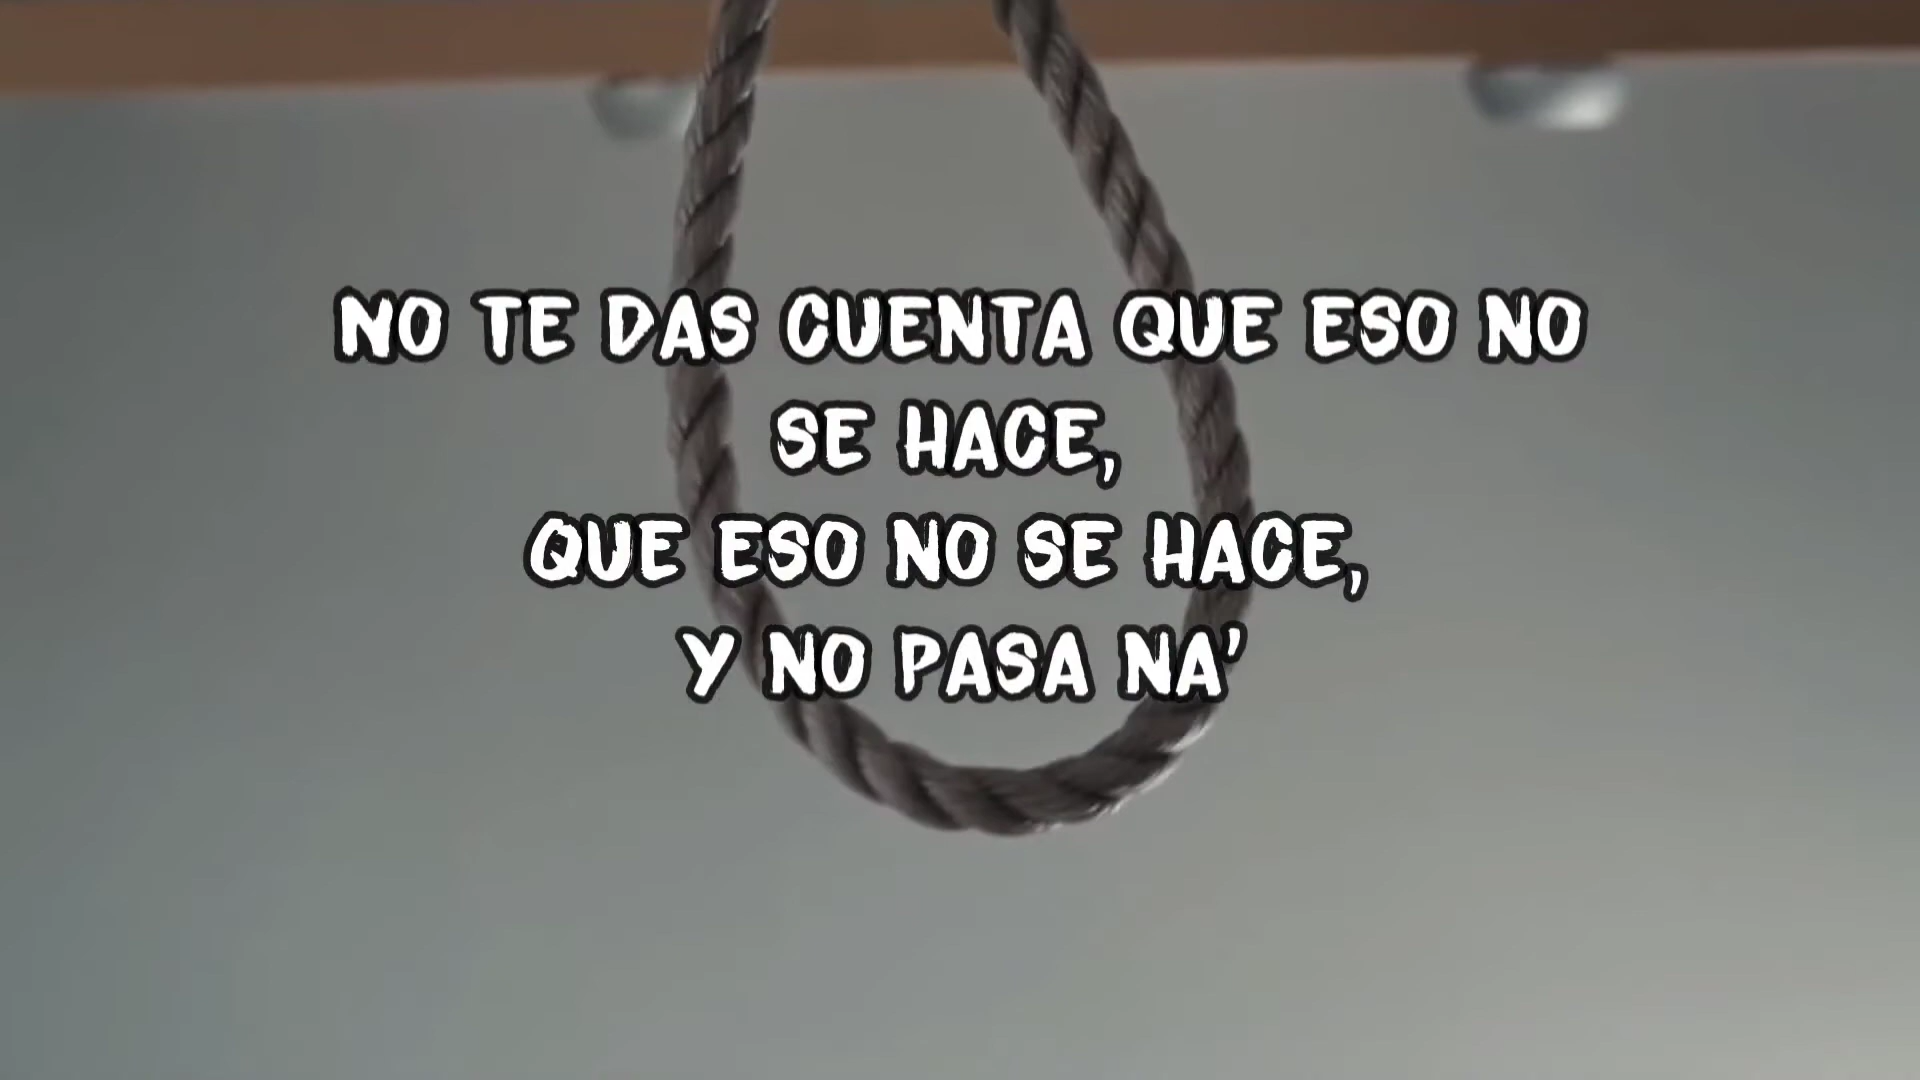 NO TE DAS CUENTA QUE ESO NO
SE HACE,
QUE ESO NO SE HACE,
Y NO PASA NA'